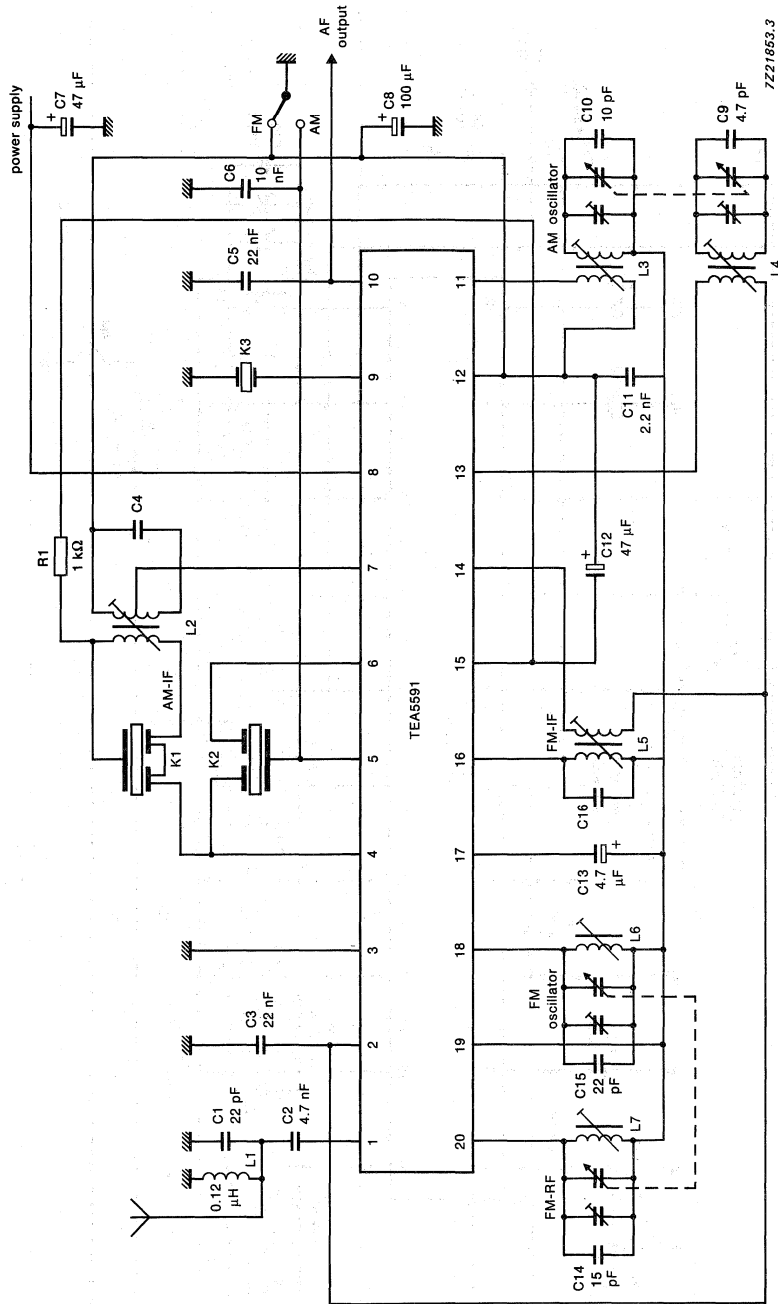 power supply
+
C7
47 µF
FM
AM
AF
output
+
C8
100 µF
C6
10
nF
C5
22 nF
K3
R1
1 kΩ
C4
L2
AM-IF
K1
K2
C3
22 nF
C1
22 pF
C2
4.7 nF
L1
0.12
µH
1
2
3
4
5
6
7
8
9
10
TEA5591
20
19
18
17
16
15
14
13
12
11
FM-RF
C14
15
pF
L7
FM
oscillator
C15
22
pF
L6
C13
4.7
µF
+
FM-IF
C16
L5
+
C12
47 µF
C11
2.2 nF
AM oscillator
L3
C10
10 pF
L4
C9
4.7 pF
7Z21853.3